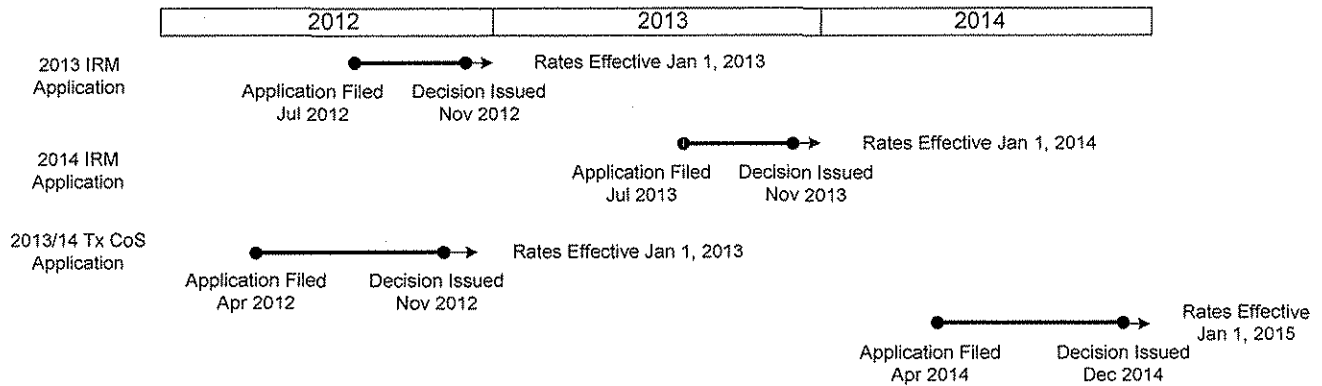 2012 2013 2014
2013 IRM
Application
Rates Effective Jan 1, 2013
Application Filed
Jul 2012
Decision Issued
Nov 2012
2014 IRM
Application
Rates Effective Jan 1, 2014
Application Filed
Jul 2013
Decision Issued
Nov 2013
2013/14 Tx CoS
Application
Rates Effective Jan 1, 2013
Application Filed
Apr 2012
Decision Issued
Nov 2012
Rates Effective
Jan 1, 2015
Application Filed
Apr 2014
Decision Issued
Dec 2014